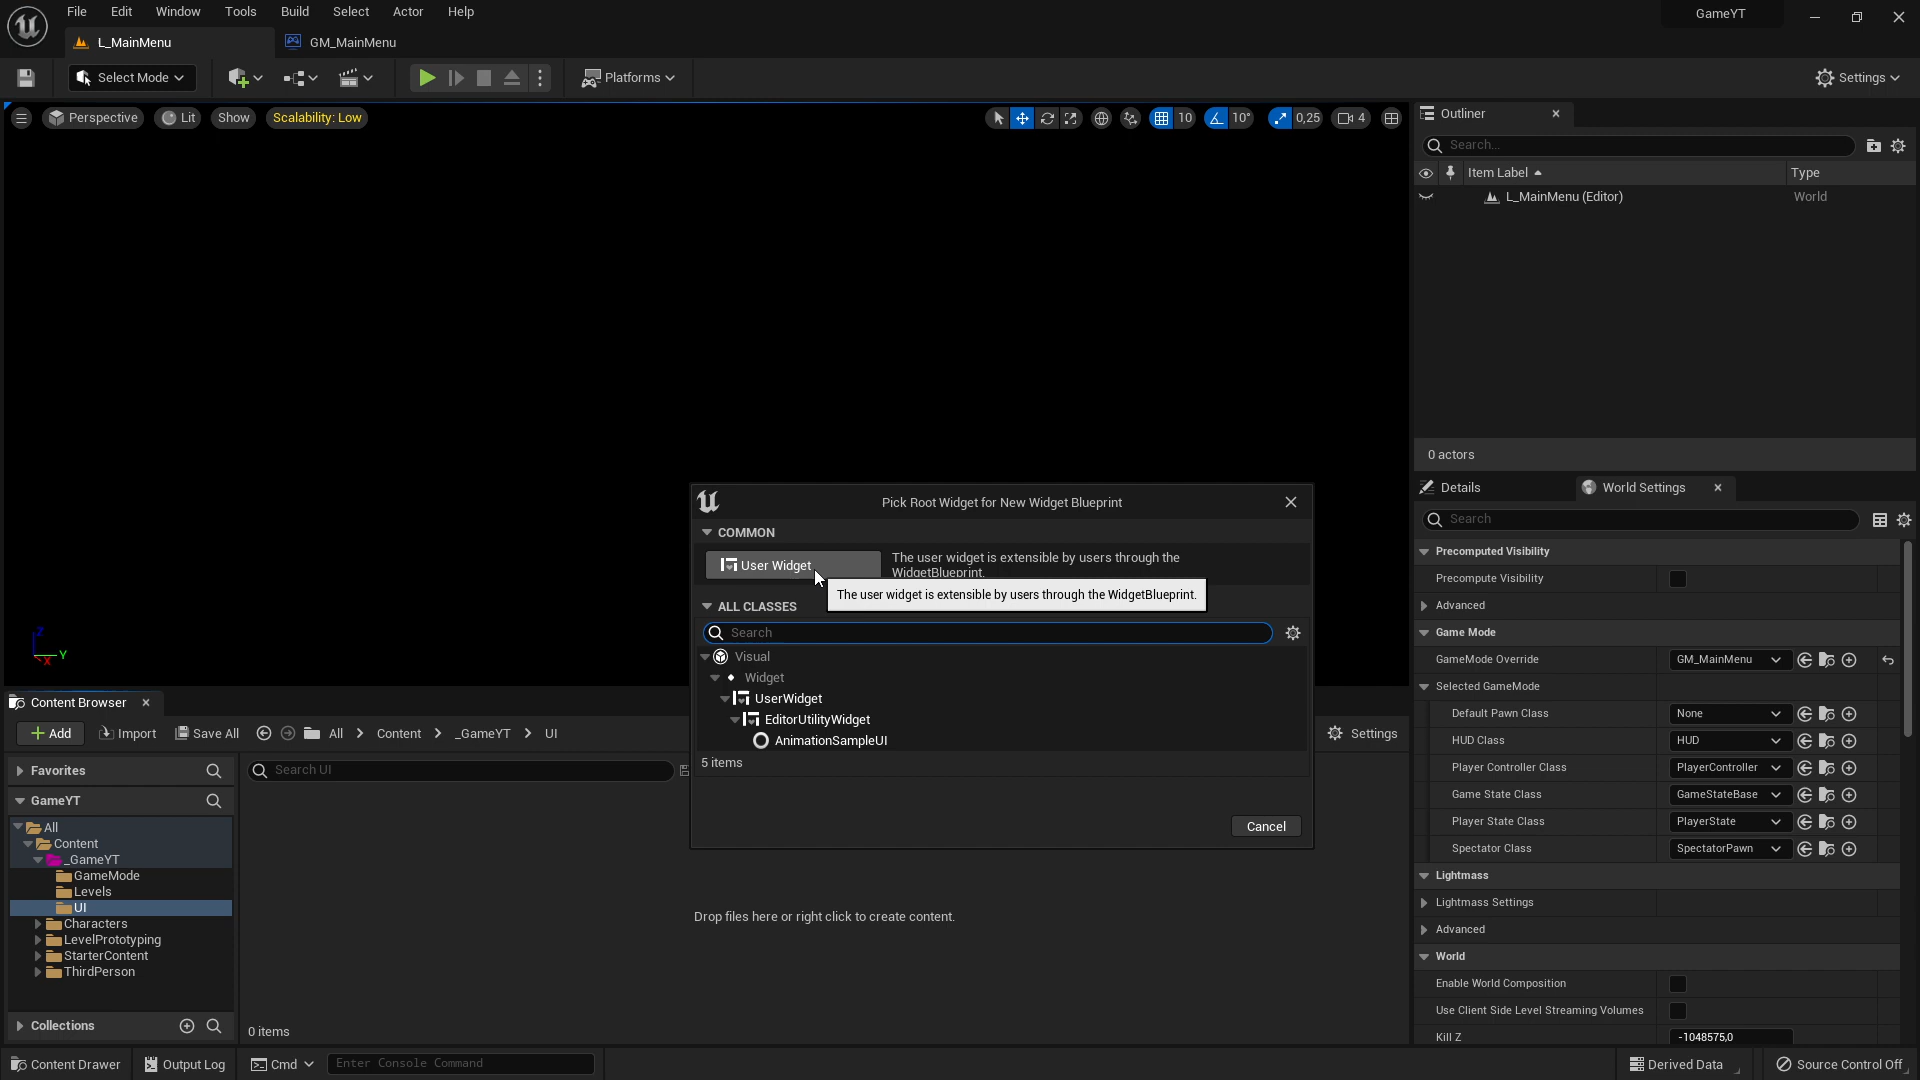 File Edit Window Tools Build Select Actor Help
GameYT
L_MainMenu
GM_MainMenu
Select Mode
Platforms
Settings
Perspective
Lit
Show
Scalability: Low
10
10°
0,25
4
Outliner
Search...
Item Label
Type
L_MainMenu (Editor)
World
0 actors
Details
World Settings
Search
Precomputed Visibility
Precompute Visibility
Advanced
Game Mode
GameMode Override
GM_MainMenu
Selected GameMode
Default Pawn Class
None
HUD Class
HUD
Player Controller Class
PlayerController
Game State Class
GameStateBase
Player State Class
PlayerState
Spectator Class
SpectatorPawn
Lightmass
Lightmass Settings
Advanced
World
Enable World Composition
Use Client Side Level Streaming Volumes
Kill Z
-1048575,0
Z
X
Y
Pick Root Widget for New Widget Blueprint
COMMON
User Widget
The user widget is extensible by users through the
WidgetBlueprint.
The user widget is extensible by users through the WidgetBlueprint.
ALL CLASSES
Search
Visual
Widget
UserWidget
EditorUtilityWidget
AnimationSampleUI
5 items
Cancel
Content Browser
Add
Import
Save All
All
Content
_GameYT
UI
Settings
Favorites
Search UI
GameYT
All
Content
_GameYT
GameMode
Levels
UI
Characters
LevelPrototyping
StarterContent
ThirdPerson
Drop files here or right click to create content.
Collections
0 items
Content Drawer
Output Log
Cmd
Enter Console Command
Derived Data
Source Control Off